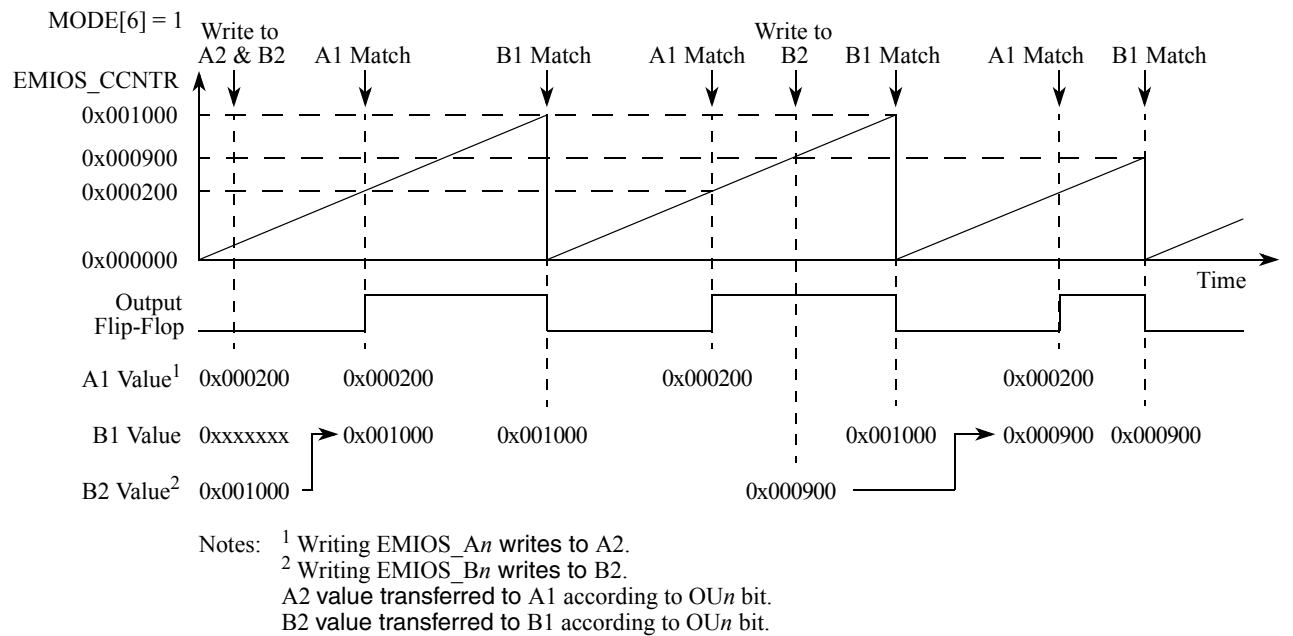 MODE[6] = 1
Write to
A2 & B2
A1 Match
B1 Match
A1 Match
Write to
B2
B1 Match
A1 Match
B1 Match
EMIOS_CCNTR
0x001000
0x000900
0x000200
0x000000
Time
Output
Flip-Flop
A1 Value1 0x000200 0x000200 0x000200 0x000200
B1 Value 0xxxxxxx 0x001000 0x001000 0x001000 0x000900 0x000900
B2 Value2 0x001000 0x000900
Notes: 1 Writing EMIOS_An writes to A2.
2 Writing EMIOS_Bn writes to B2.
A2 value transferred to A1 according to OUn bit.
B2 value transferred to B1 according to OUn bit.